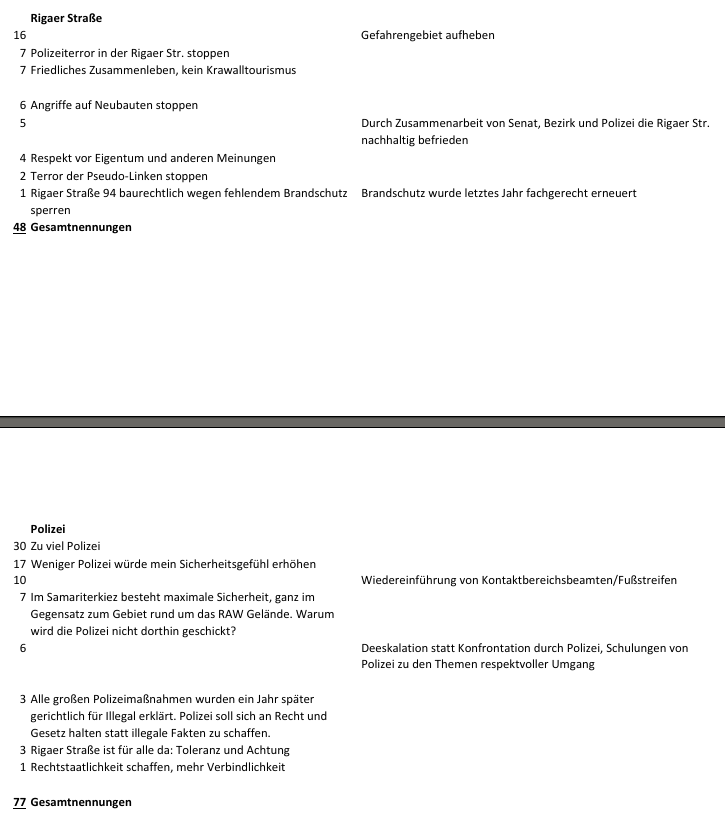 Rigaer Straße
16 Gefahrengebiet aufheben
7 Polizeiterror in der Rigaer Str. stoppen
7 Friedliches Zusammenleben, kein Krawalltourismus
6 Angriffe auf Neubauten stoppen
5 Durch Zusammenarbeit von Senat, Bezirk und Polizei die Rigaer Str.
nachhaltig befrieden
4 Respekt vor Eigentum und anderen Meinungen
2 Terror der Pseudo-Linken stoppen
1 Rigaer Straße 94 baurechtlich wegen fehlendem Brandschutz Brandschutz wurde letztes Jahr fachgerecht erneuert
sperren
48 Gesamtnennungen
Polizei
30 Zu viel Polizei
17 Weniger Polizei würde mein Sicherheitsgefühl erhöhen
10 Wiedereinführung von Kontaktbereichsbeamten/Fußstreifen
7 Im Samariterkiez besteht maximale Sicherheit, ganz im
Gegensatz zum Gebiet rund um das RAW Gelände. Warum
wird die Polizei nicht dorthin geschickt?
6 Deeskalation statt Konfrontation durch Polizei, Schulungen von
Polizei zu den Themen respektvoller Umgang
3 Alle großen Polizeimaßnahmen wurden ein Jahr später
gerichtlich für Illegal erklärt. Polizei soll sich an Recht und
Gesetz halten statt illegale Fakten zu schaffen.
3 Rigaer Straße ist für alle da: Toleranz und Achtung
1 Rechtstaatlichkeit schaffen, mehr Verbindlichkeit
77 Gesamtnennungen